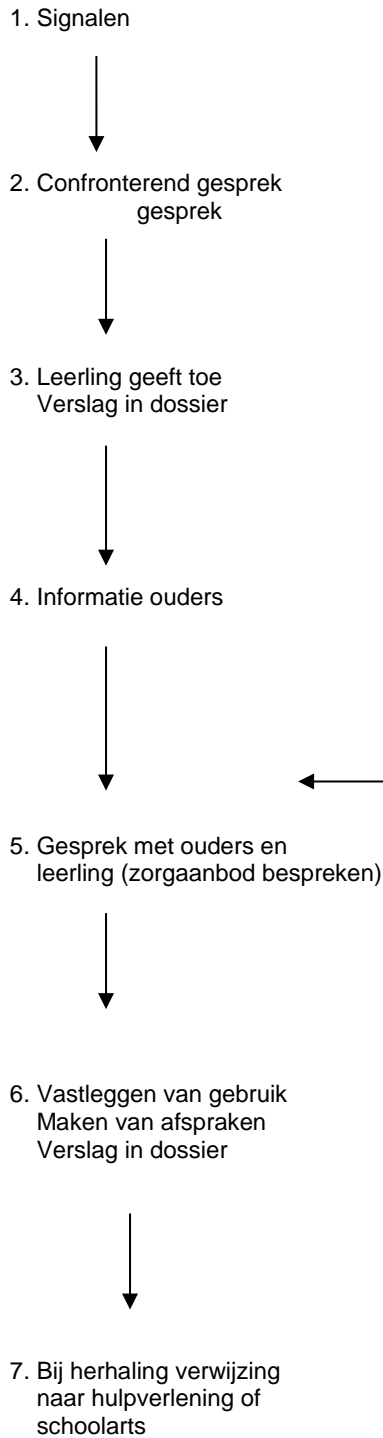 1. Signalen
2. Confronterend gesprek
gesprek
3. Leerling geeft toe
Verslag in dossier
4. Informatie ouders
5. Gesprek met ouders en
leerling (zorgaanbod bespreken)
6. Vastleggen van gebruik
Maken van afspraken
Verslag in dossier
7. Bij herhaling verwijzing
naar hulpverlening of
schoolarts